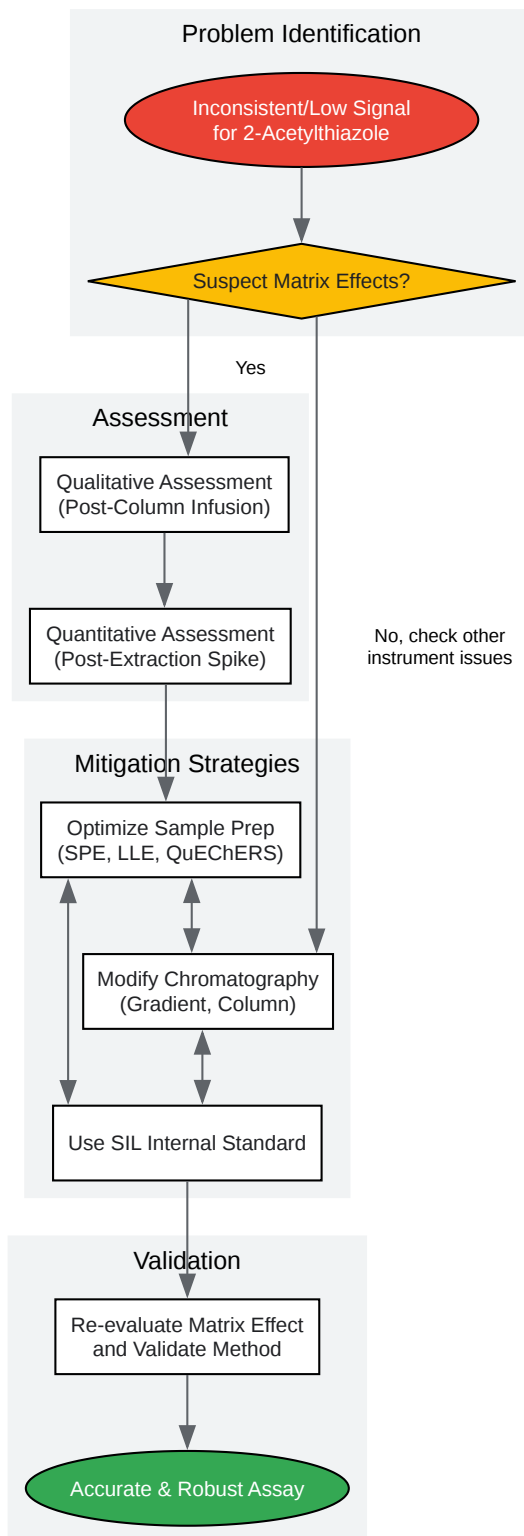 Problem Identification
Inconsistent/Low Signal
for 2-Acetylthiazole
Suspect Matrix Effects?
Yes
Assessment
Qualitative Assessment
(Post-Column Infusion)
Quantitative Assessment
(Post-Extraction Spike)
No, check other
instrument issues
Mitigation Strategies
Optimize Sample Prep
(SPE, LLE, QuEChERS)
Modify Chromatography
(Gradient, Column)
Use SIL Internal Standard
Validation
Re-evaluate Matrix Effect
and Validate Method
Accurate & Robust Assay